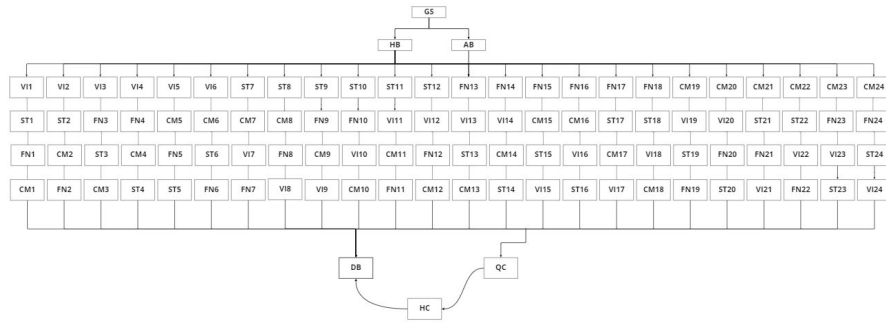 GS
HB AB
VI1 VI2 VI3 VI4 VI5 VI6 ST7 ST8 ST9 ST10 ST11 ST12 FN13 FN14 FN15 FN16 FN17 FN18 CM19 CM20 CM21 CM22 CM23 CM24
ST1 ST2 FN3 FN4 CM5 CM6 CM7 CM8 FN9 FN10 VI11 VI12 VI13 VI14 CM15 CM16 ST17 ST18 VI19 VI20 ST21 ST22 FN23 FN24
FN1 CM2 ST3 CM4 FN5 ST6 VI7 FN8 CM9 VI10 CM11 FN12 ST13 CM14 ST15 VI16 CM17 VI18 ST19 FN20 FN21 VI22 VI23 ST24
CM1 FN2 CM3 ST4 ST5 FN6 FN7 VI8 VI9 CM10 FN11 CM12 CM13 ST14 VI15 ST16 VI17 CM18 FN19 ST20 VI21 FN22 ST23 VI24
DB QC
HC